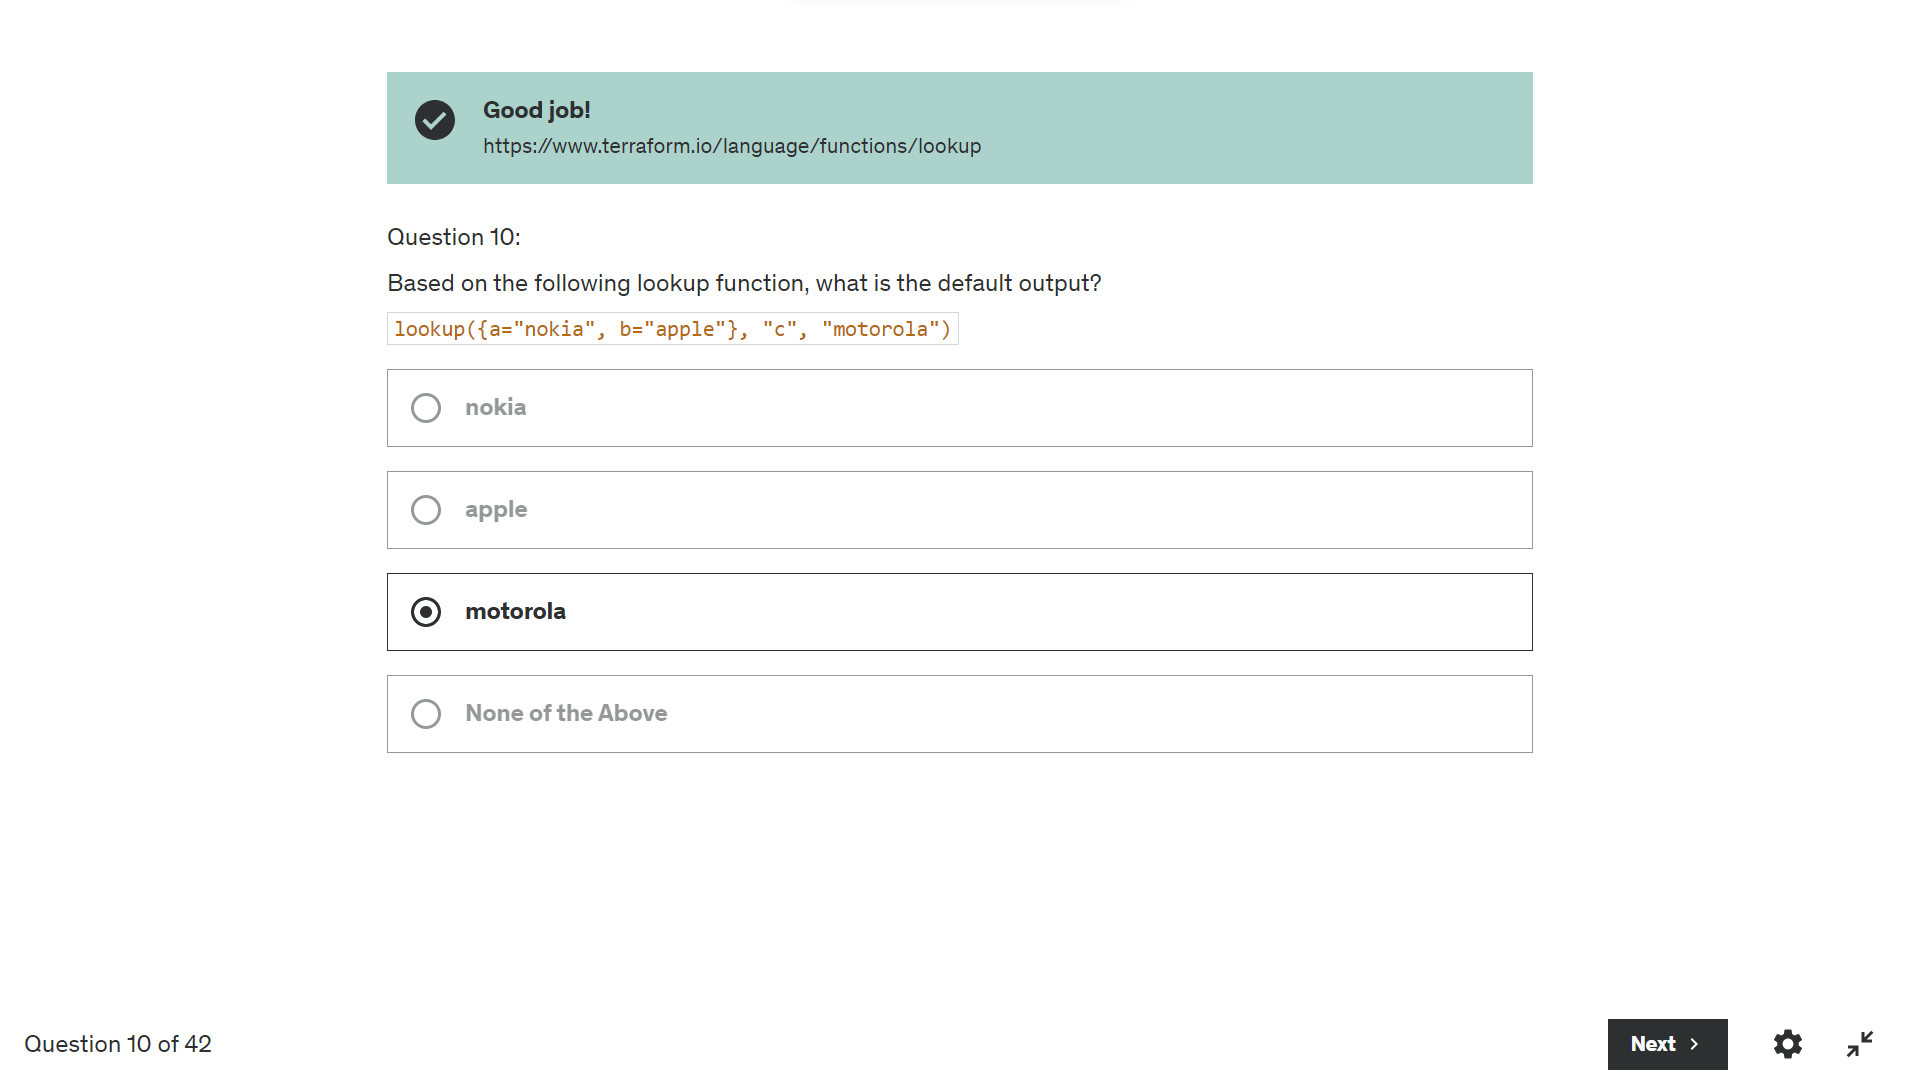 Good job!
https://www.terraform.io/language/functions/lookup
Question 10:
Based on the following lookup function, what is the default output?
lookup({a="nokia", b="apple"}, "c", "motorola")
nokia
apple
motorola
None of the Above
Question 10 of 42
Next